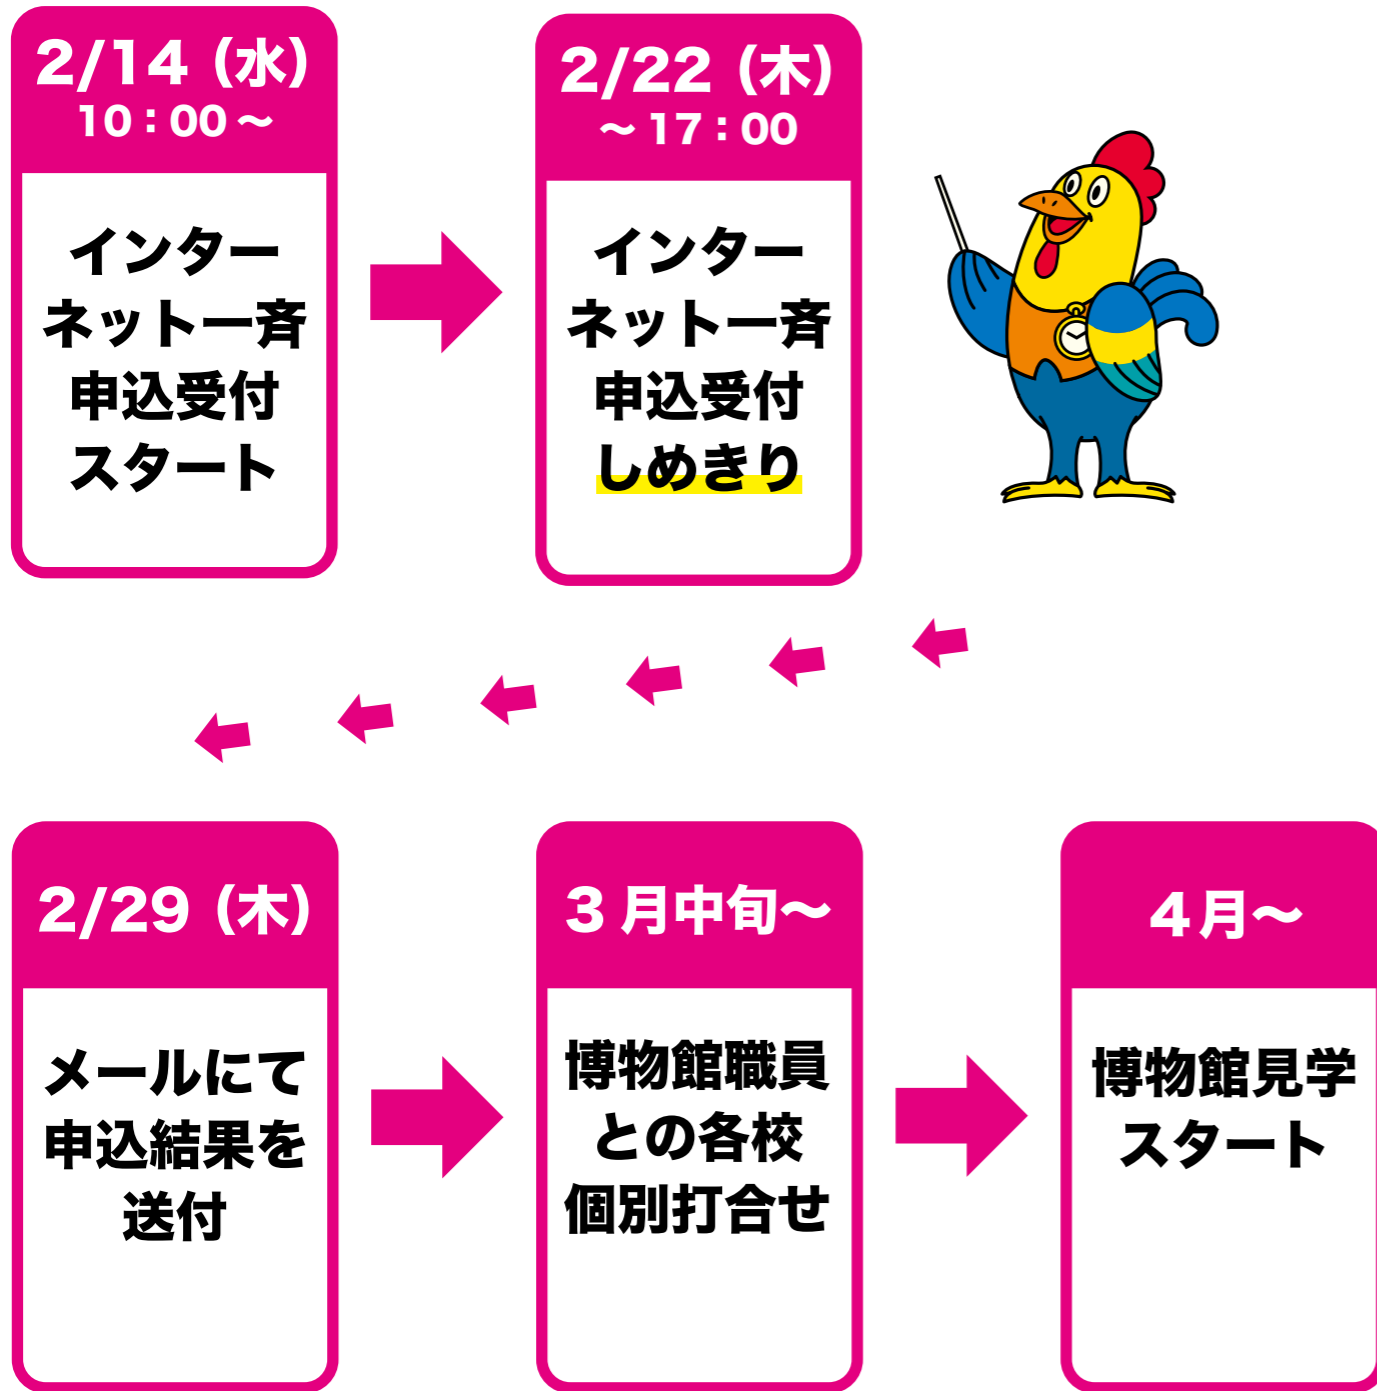 2/14（水）
10：00～
インター
ネット一斉
申込受付
スタート
2/22（木）
～17：00
インター
ネット一斉
申込受付
しめきり
2/29（木）
メールにて
申込結果を
送付
3月中旬～
博物館職員
との各校
個別打合せ
4月～
博物館見学
スタート